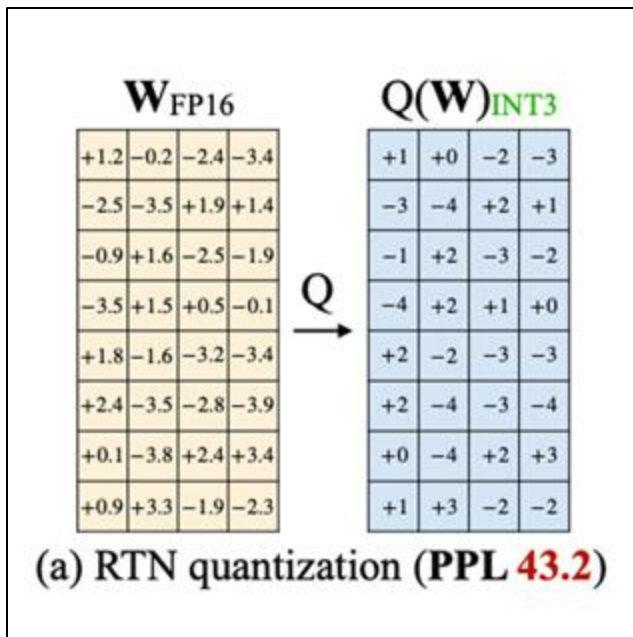 W_FP16 Q(W)_INT3
+1.2 −0.2 −2.4 −3.4 +1 +0 −2 −3
−2.5 −3.5 +1.9 +1.4 −3 −4 +2 +1
−0.9 +1.6 −2.5 −1.9 −1 +2 −3 −2
Q
−3.5 +1.5 +0.5 −0.1 −4 +2 +1 +0
+1.8 −1.6 −3.2 −3.4 +2 −2 −3 −3
+2.4 −3.5 −2.8 −3.9 +2 −4 −3 −4
+0.1 −3.8 +2.4 +3.4 +0 −4 +2 +3
+0.9 +3.3 −1.9 −2.3 +1 +3 −2 −2
(a) RTN quantization (PPL 43.2)